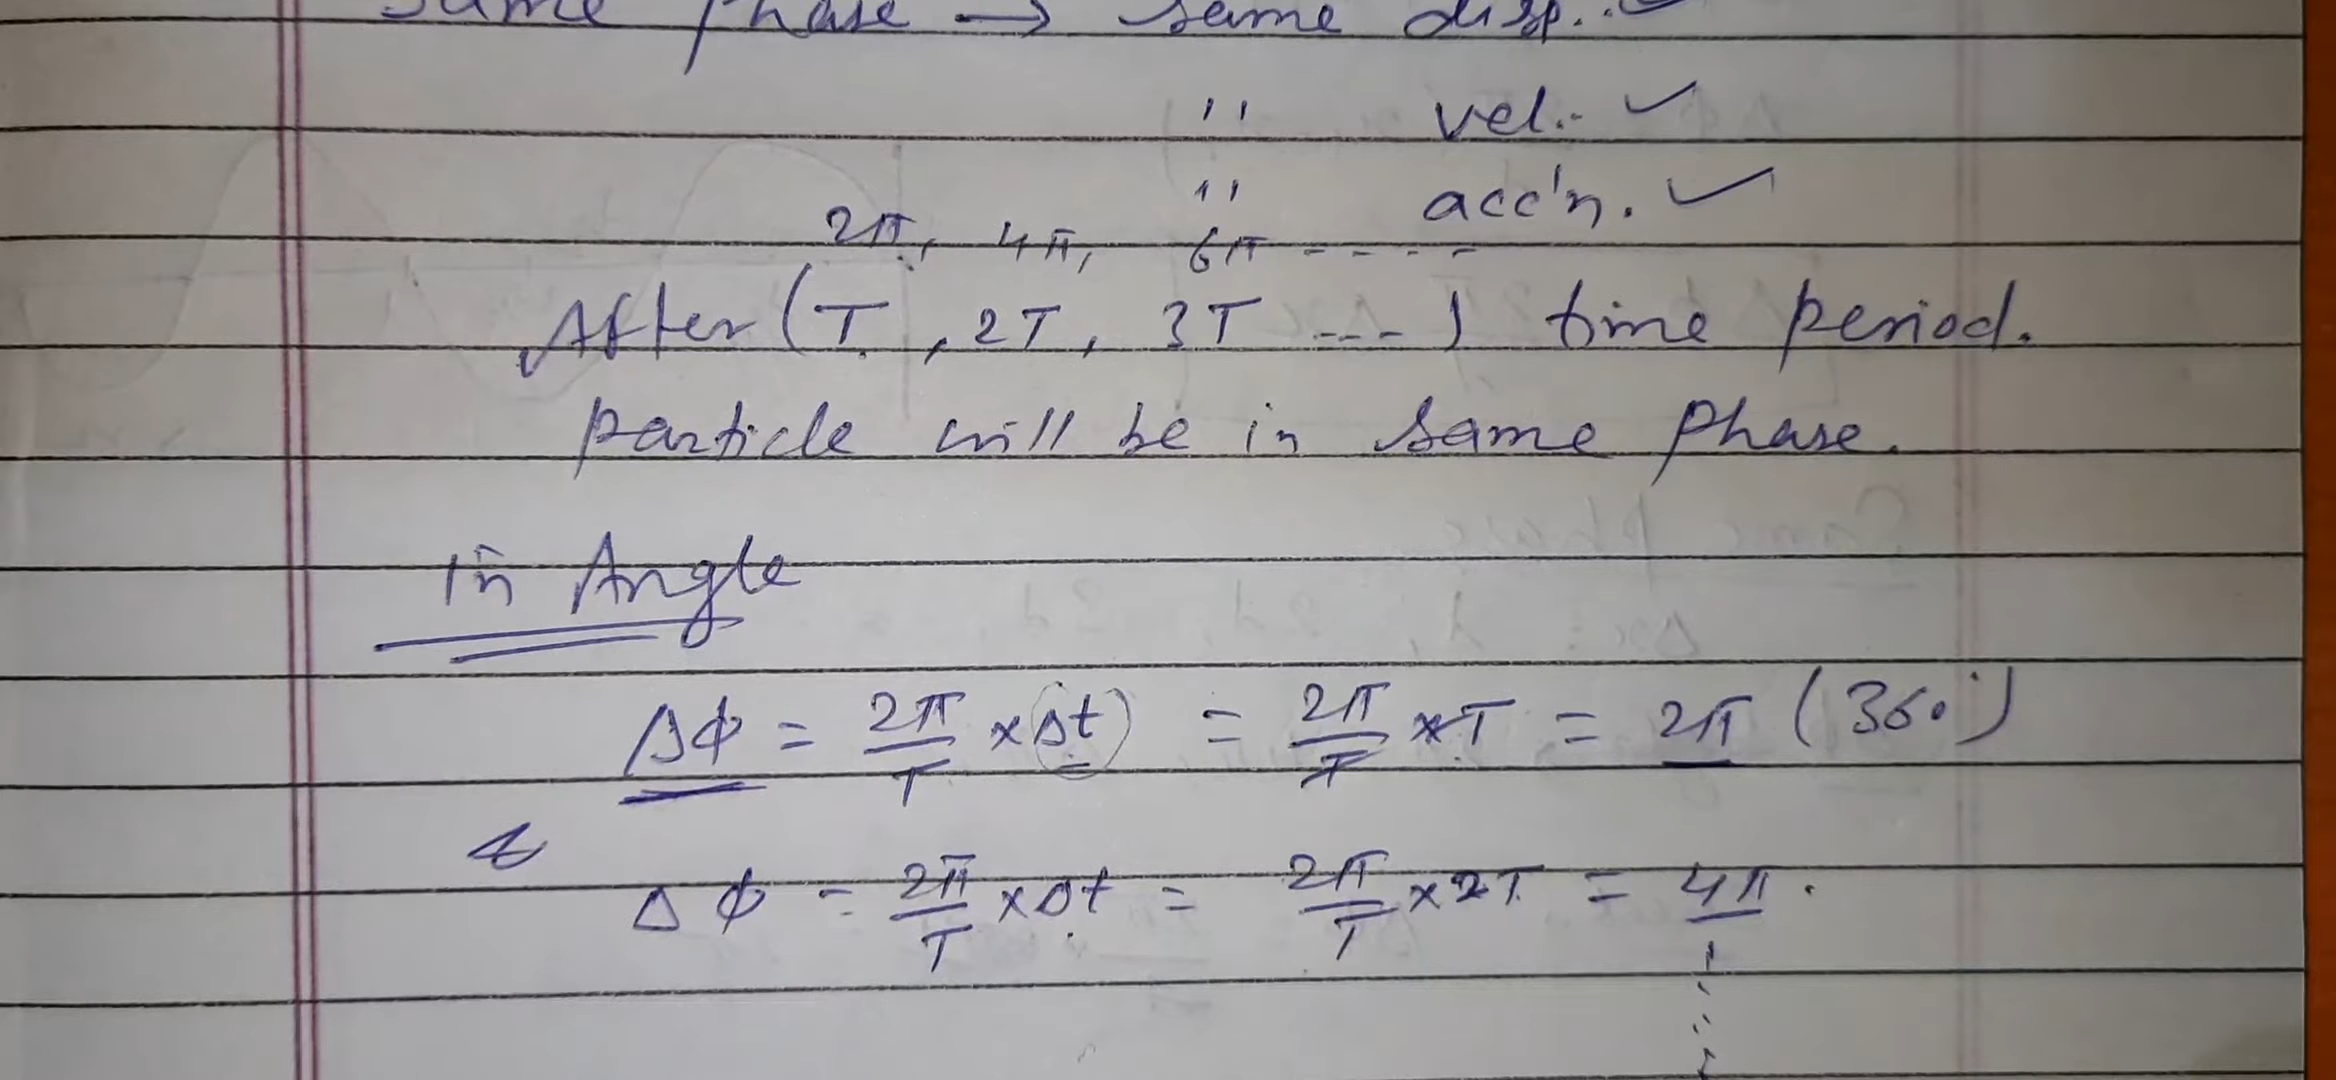 Same phase → same disp. ✓
" vel. ✓
" acc'n. ✓
2π, 4π, 6π ----
After (T, 2T, 3T ---) time period.
particle will be in same phase.
in Angle
Δφ = 2π/T × (Δt) = 2π/T × T = 2π (360°)
Δφ = 2π/T × Δt = 2π/T × 2T = 4π.